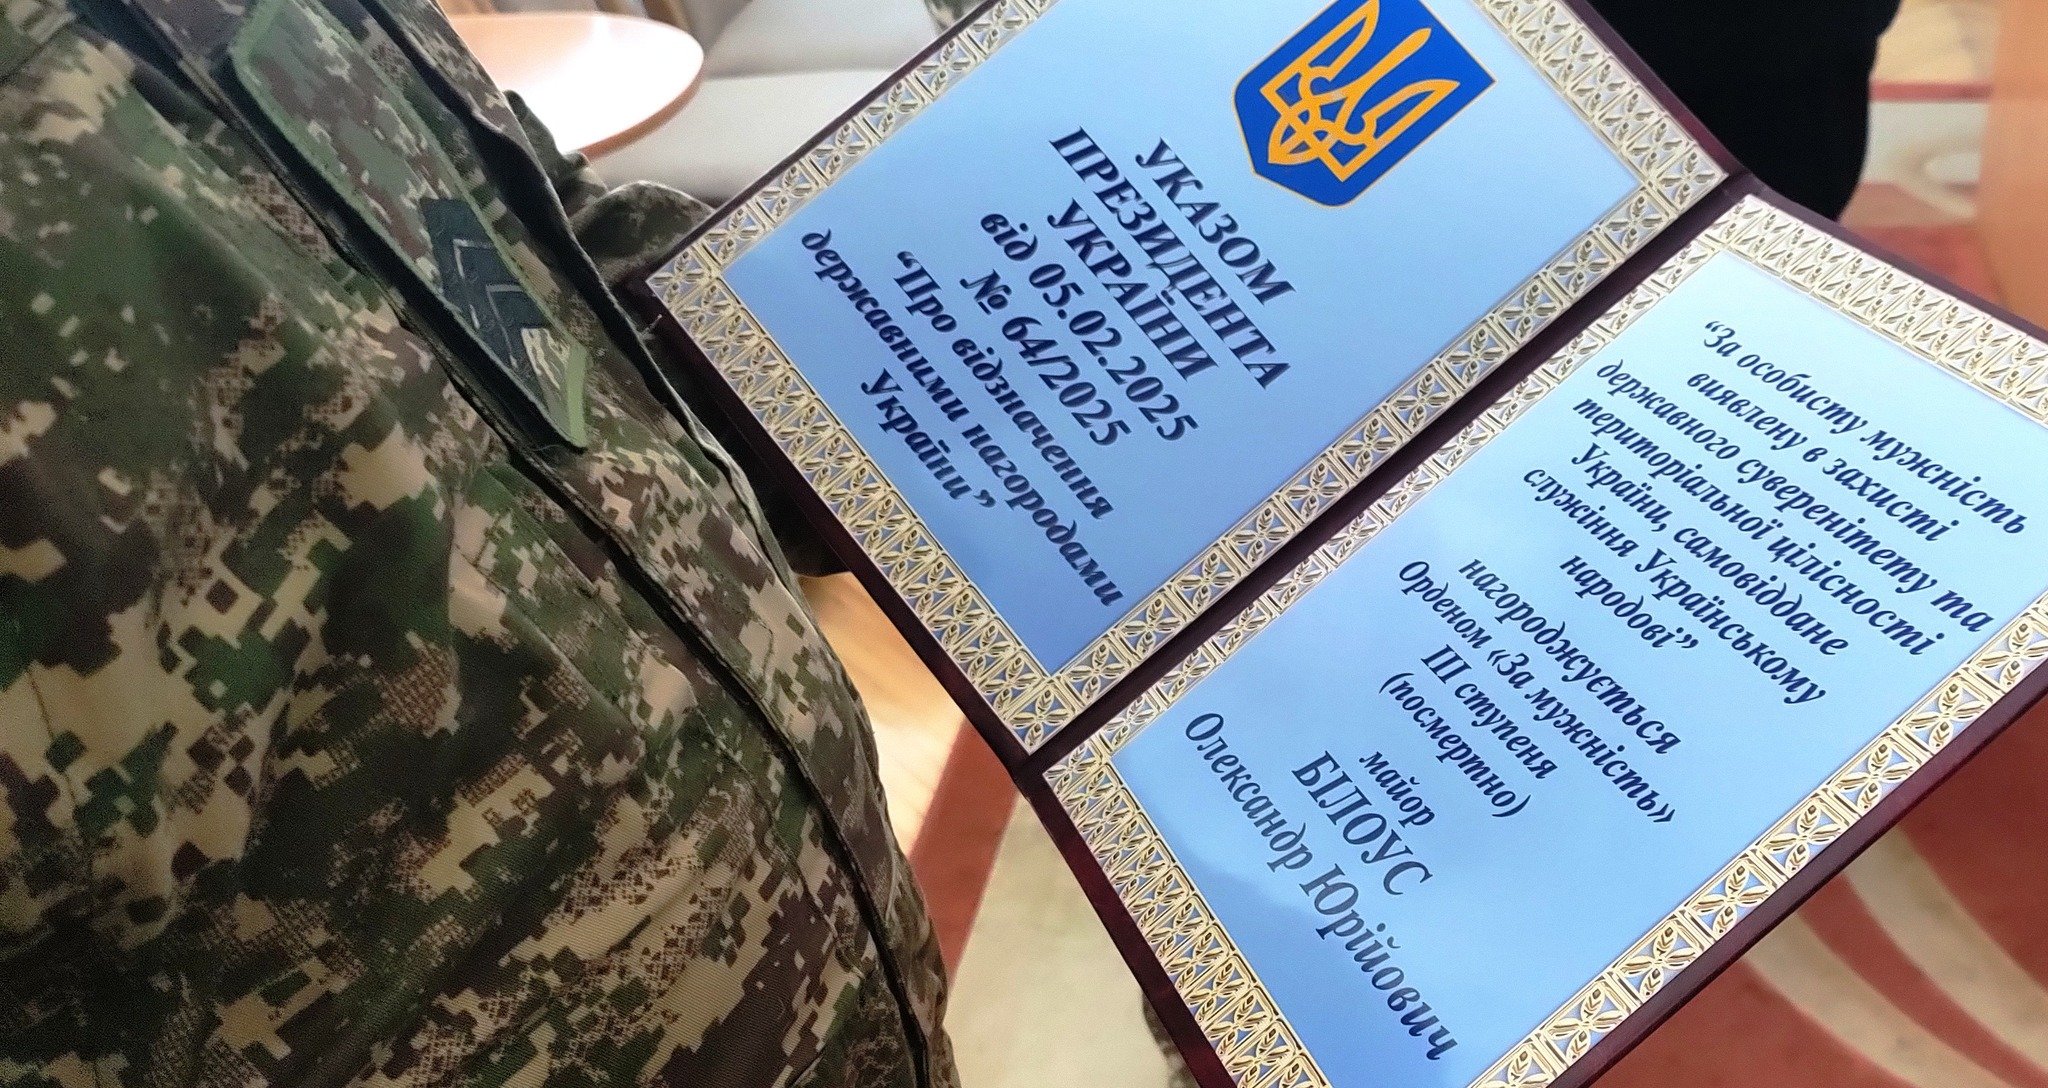 УКАЗОМ
ПРЕЗИДЕНТА
УКРАЇНИ
від 05.02.2025
№ 64/2025
“Про відзначення
державними нагородами
України”
“За особисту мужність
виявлену в захисті
державного суверенітету та
територіальної цілісності
України, самовіддане
служіння Українському
народові”
нагороджується
Орденом «За мужність»
ІІІ ступеня
(посмертно)
майор
БІЛОУС
Олександр Юрійович